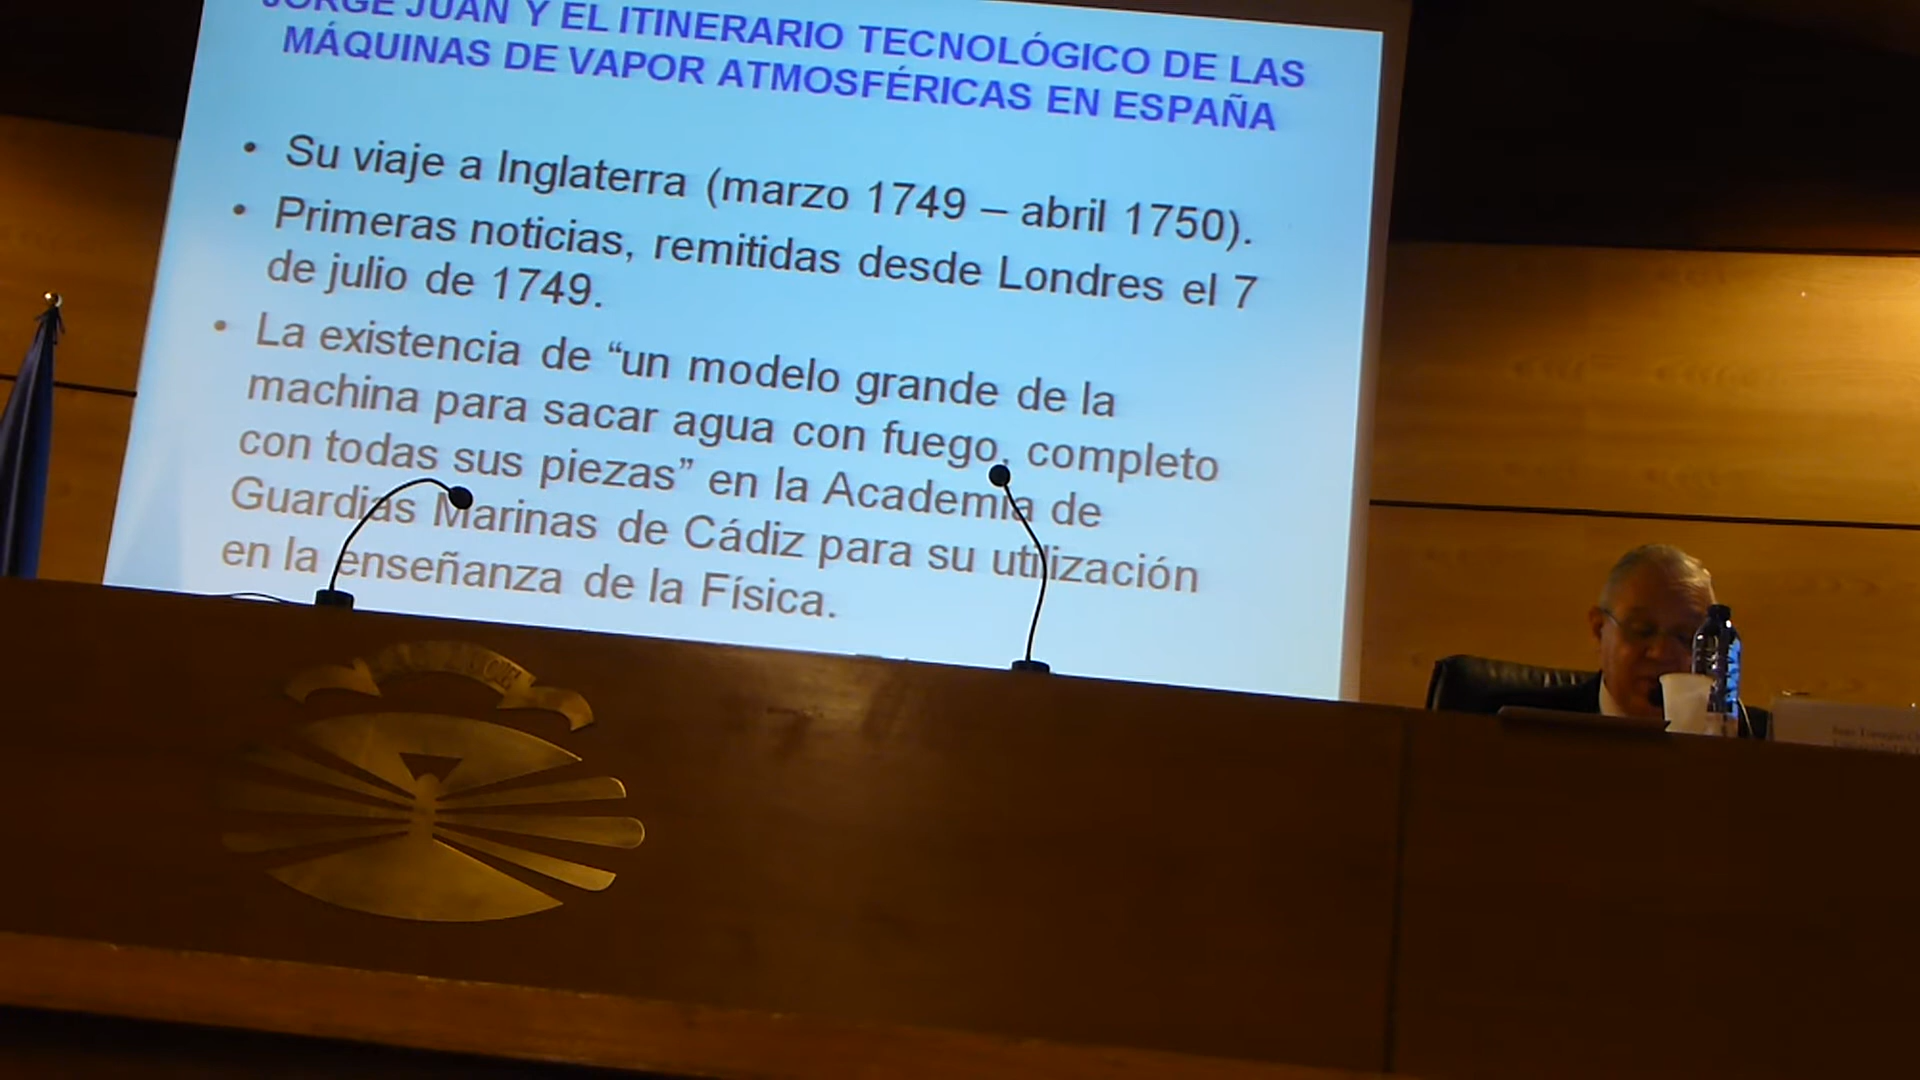 JORGE JUAN Y EL ITINERARIO TECNOLÓGICO DE LAS
MÁQUINAS DE VAPOR ATMOSFÉRICAS EN ESPAÑA
• Su viaje a Inglaterra (marzo 1749 – abril 1750).
• Primeras noticias, remitidas desde Londres el 7
de julio de 1749.
• La existencia de “un modelo grande de la
machina para sacar agua con fuego, completo
con todas sus piezas” en la Academia de
Guardias Marinas de Cádiz para su utilización
en la enseñanza de la Física.